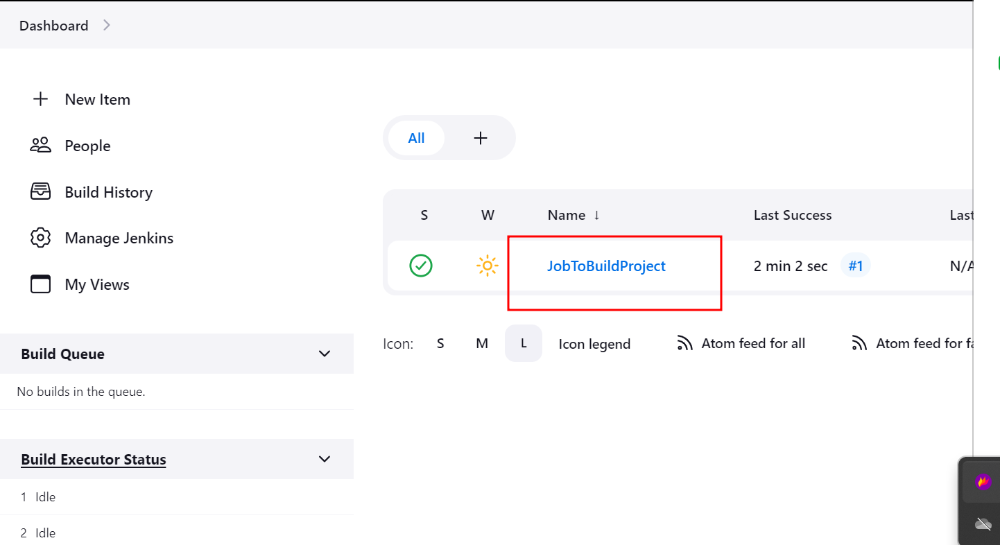 Dashboard
New Item
People
Build History
Manage Jenkins
My Views
Build Queue
No builds in the queue.
Build Executor Status
1 Idle
2 Idle
All
S W Name ↓ Last Success Last
JobToBuildProject 2 min 2 sec #1 N/A
Icon: S M L Icon legend Atom feed for all Atom feed for fa